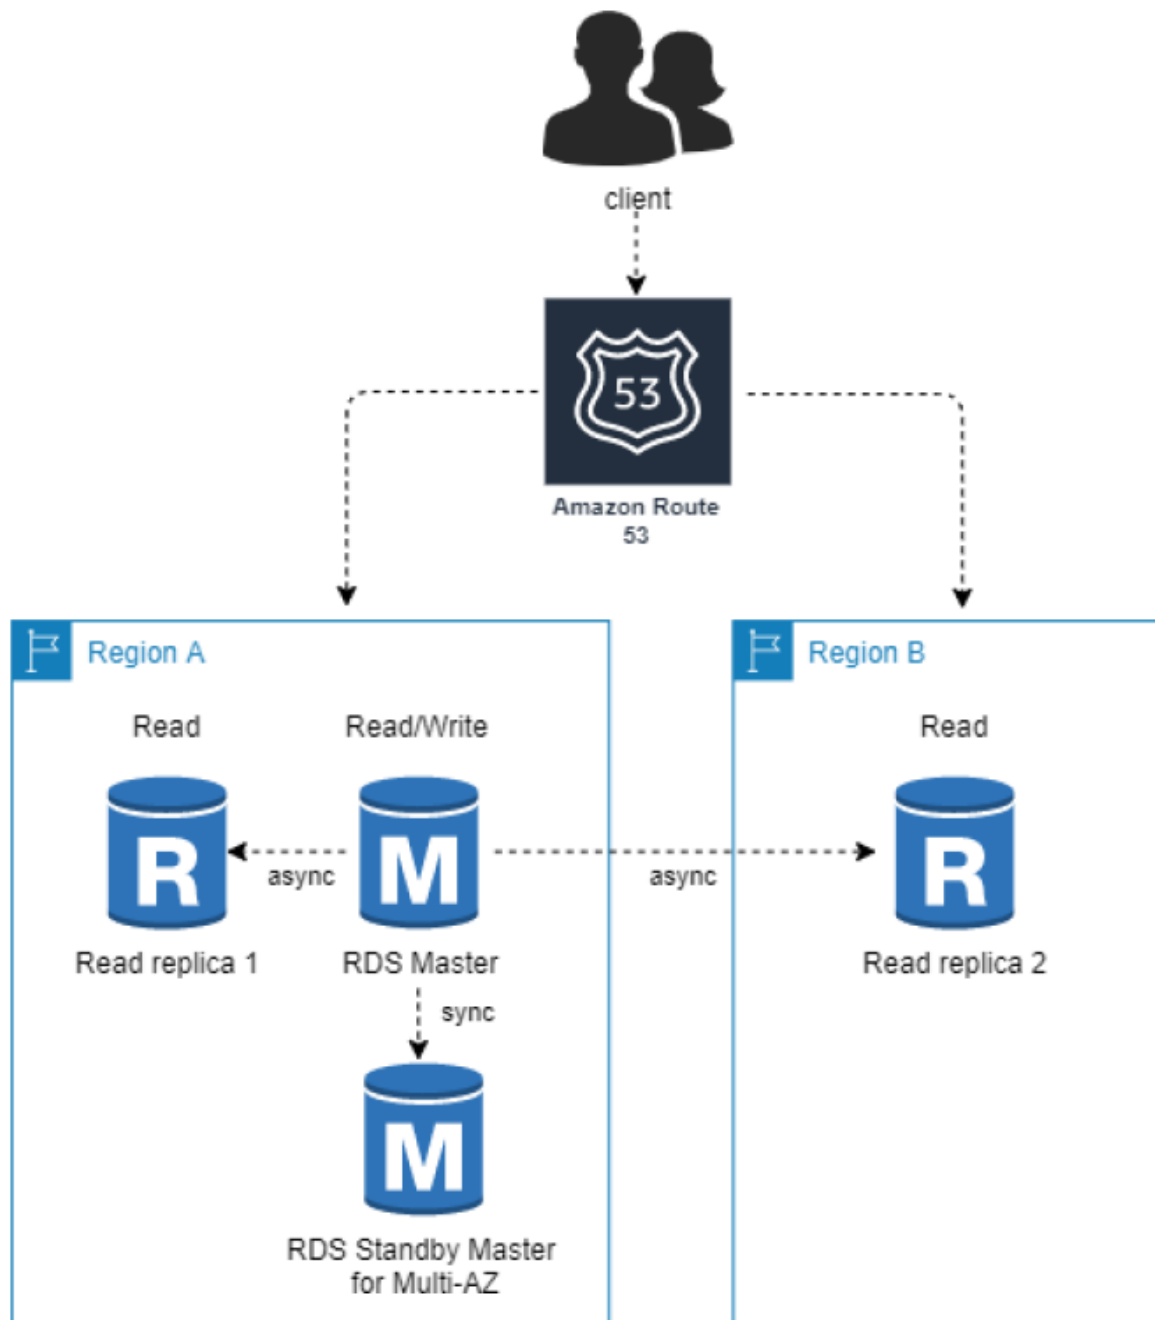 client
53
Amazon Route
53
Region A
Region B
Read
Read/Write
Read
R
M
R
async
async
Read replica 1
RDS Master
Read replica 2
sync
M
RDS Standby Master
for Multi-AZ